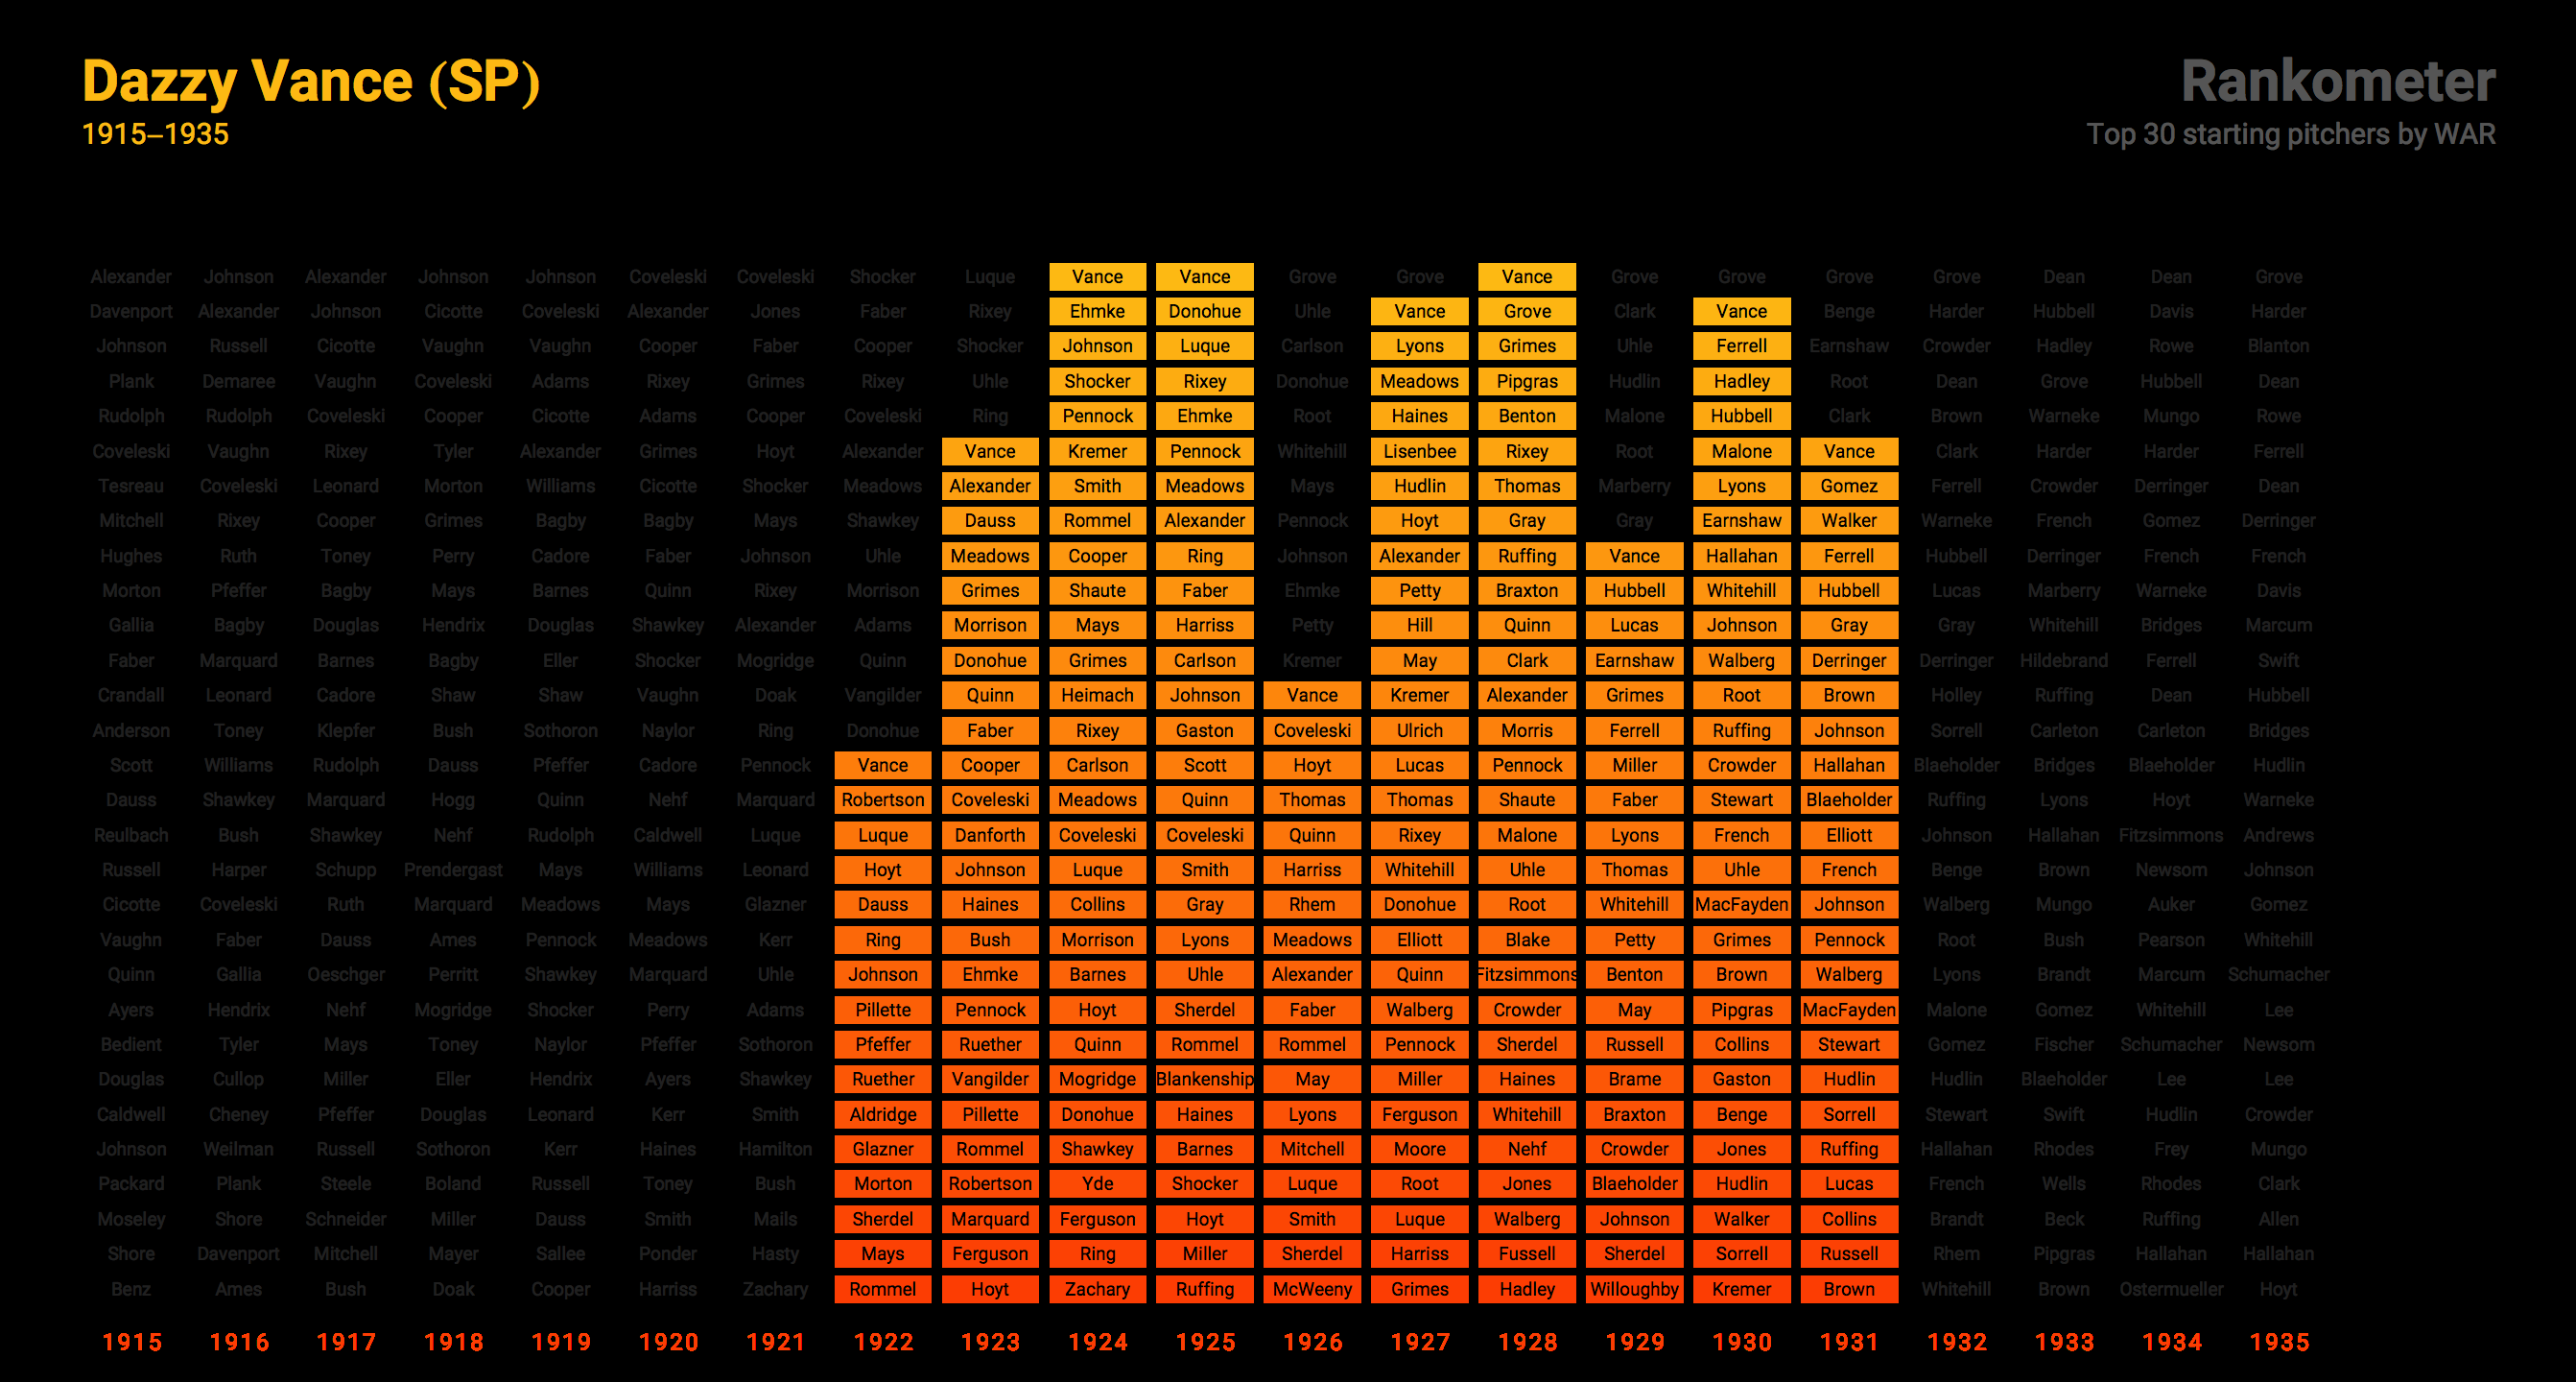 Dazzy Vance (SP)
1915–1935
Rankometer
Top 30 starting pitchers by WAR
Alexander Johnson Alexander Johnson Johnson Coveleski Coveleski Shocker Luque Vance Vance Grove Grove Vance Grove Grove Grove Grove Dean Dean Grove
Davenport Alexander Johnson Cicotte Coveleski Alexander Jones Faber Rixey Ehmke Donohue Uhle Vance Grove Clark Vance Benge Harder Hubbell Davis Harder
Johnson Russell Cicotte Vaughn Vaughn Cooper Faber Cooper Shocker Johnson Luque Carlson Lyons Grimes Uhle Ferrell Earnshaw Crowder Hadley Rowe Blanton
Plank Demaree Vaughn Coveleski Adams Rixey Grimes Rixey Uhle Shocker Rixey Donohue Meadows Pipgras Hudlin Hadley Root Dean Grove Hubbell Dean
Rudolph Rudolph Coveleski Cooper Cicotte Adams Cooper Coveleski Ring Pennock Ehmke Root Haines Benton Malone Hubbell Clark Brown Warneke Mungo Rowe
Coveleski Vaughn Rixey Tyler Alexander Grimes Hoyt Alexander Vance Kremer Pennock Whitehill Lisenbee Rixey Root Malone Vance Clark Harder Harder Ferrell
Tesreau Coveleski Leonard Morton Williams Cicotte Shocker Meadows Alexander Smith Meadows Mays Hudlin Thomas Marberry Lyons Gomez Ferrell Crowder Derringer Dean
Mitchell Rixey Cooper Grimes Bagby Bagby Mays Shawkey Dauss Rommel Alexander Pennock Hoyt Gray Gray Earnshaw Walker Warneke French Gomez Derringer
Hughes Ruth Toney Perry Cadore Faber Johnson Uhle Meadows Cooper Ring Johnson Alexander Ruffing Vance Hallahan Ferrell Hubbell Derringer French French
Morton Pfeffer Bagby Mays Barnes Quinn Rixey Morrison Grimes Shaute Faber Ehmke Petty Braxton Hubbell Whitehill Hubbell Lucas Marberry Warneke Davis
Gallia Bagby Douglas Hendrix Douglas Shawkey Alexander Adams Morrison Mays Harriss Petty Hill Quinn Lucas Johnson Gray Gray Whitehill Bridges Marcum
Faber Marquard Barnes Bagby Eller Shocker Mogridge Quinn Donohue Grimes Carlson Kremer May Clark Earnshaw Walberg Derringer Derringer Hildebrand Ferrell Swift
Crandall Leonard Cadore Shaw Shaw Vaughn Doak Vangilder Quinn Heimach Johnson Vance Kremer Alexander Grimes Root Brown Holley Ruffing Dean Hubbell
Anderson Toney Klepfer Bush Sothoron Naylor Ring Donohue Faber Rixey Gaston Coveleski Ulrich Morris Ferrell Ruffing Johnson Sorrell Carleton Carleton Bridges
Scott Williams Rudolph Dauss Pfeffer Cadore Pennock Vance Cooper Carlson Scott Hoyt Lucas Pennock Miller Crowder Hallahan Blaeholder Bridges Blaeholder Hudlin
Dauss Shawkey Marquard Hogg Quinn Nehf Marquard Robertson Coveleski Meadows Quinn Thomas Thomas Shaute Faber Stewart Blaeholder Ruffing Lyons Hoyt Warneke
Reulbach Bush Shawkey Nehf Rudolph Caldwell Luque Luque Danforth Coveleski Coveleski Quinn Rixey Malone Lyons French Elliott Johnson Hallahan Fitzsimmons Andrews
Russell Harper Schupp Prendergast Mays Williams Leonard Hoyt Johnson Luque Smith Harriss Whitehill Uhle Thomas Uhle French Benge Brown Newsom Johnson
Cicotte Coveleski Ruth Marquard Meadows Mays Glazner Dauss Haines Collins Gray Rhem Donohue Root Whitehill MacFayden Johnson Walberg Mungo Auker Gomez
Vaughn Faber Dauss Ames Pennock Meadows Kerr Ring Bush Morrison Lyons Meadows Elliott Blake Petty Grimes Pennock Root Bush Pearson Whitehill
Quinn Gallia Oeschger Perritt Shawkey Marquard Uhle Johnson Ehmke Barnes Uhle Alexander Quinn Fitzsimmons Benton Brown Walberg Lyons Brandt Marcum Schumacher
Ayers Hendrix Nehf Mogridge Shocker Perry Adams Pillette Pennock Hoyt Sherdel Faber Walberg Crowder May Pipgras MacFayden Malone Gomez Whitehill Lee
Bedient Tyler Mays Toney Naylor Pfeffer Sothoron Pfeffer Ruether Quinn Rommel Rommel Pennock Sherdel Russell Collins Stewart Gomez Fischer Schumacher Newsom
Douglas Cullop Miller Eller Hendrix Ayers Shawkey Ruether Vangilder Mogridge Blankenship May Miller Haines Brame Gaston Hudlin Hudlin Blaeholder Lee Lee
Caldwell Cheney Pfeffer Douglas Leonard Kerr Smith Aldridge Pillette Donohue Haines Lyons Ferguson Whitehill Braxton Benge Sorrell Stewart Swift Hudlin Crowder
Johnson Weilman Russell Sothoron Kerr Haines Hamilton Glazner Rommel Shawkey Barnes Mitchell Moore Nehf Crowder Jones Ruffing Hallahan Rhodes Frey Mungo
Packard Plank Steele Boland Russell Toney Bush Morton Robertson Yde Shocker Luque Root Jones Blaeholder Hudlin Lucas French Wells Rhodes Clark
Moseley Shore Schneider Miller Dauss Smith Mails Sherdel Marquard Ferguson Hoyt Smith Luque Walberg Johnson Walker Collins Brandt Beck Ruffing Allen
Shore Davenport Mitchell Mayer Sallee Ponder Hasty Mays Ferguson Ring Miller Sherdel Harriss Fussell Sherdel Sorrell Russell Rhem Pipgras Hallahan Hallahan
Benz Ames Bush Doak Cooper Harriss Zachary Rommel Hoyt Zachary Ruffing McWeeny Grimes Hadley Willoughby Kremer Brown Whitehill Brown Ostermueller Hoyt
1915 1916 1917 1918 1919 1920 1921 1922 1923 1924 1925 1926 1927 1928 1929 1930 1931 1932 1933 1934 1935